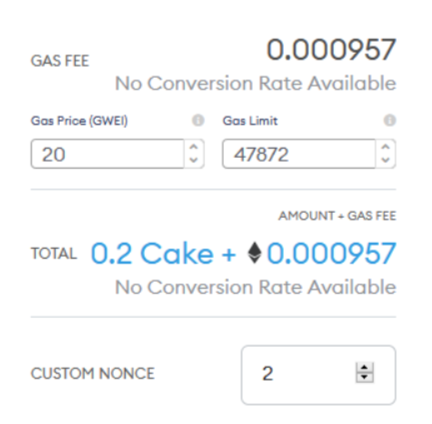 GAS FEE 0.000957
No Conversion Rate Available
Gas Price (GWEI) Gas Limit
20 47872
AMOUNT + GAS FEE
TOTAL 0.2 Cake + 0.000957
No Conversion Rate Available
CUSTOM NONCE 2